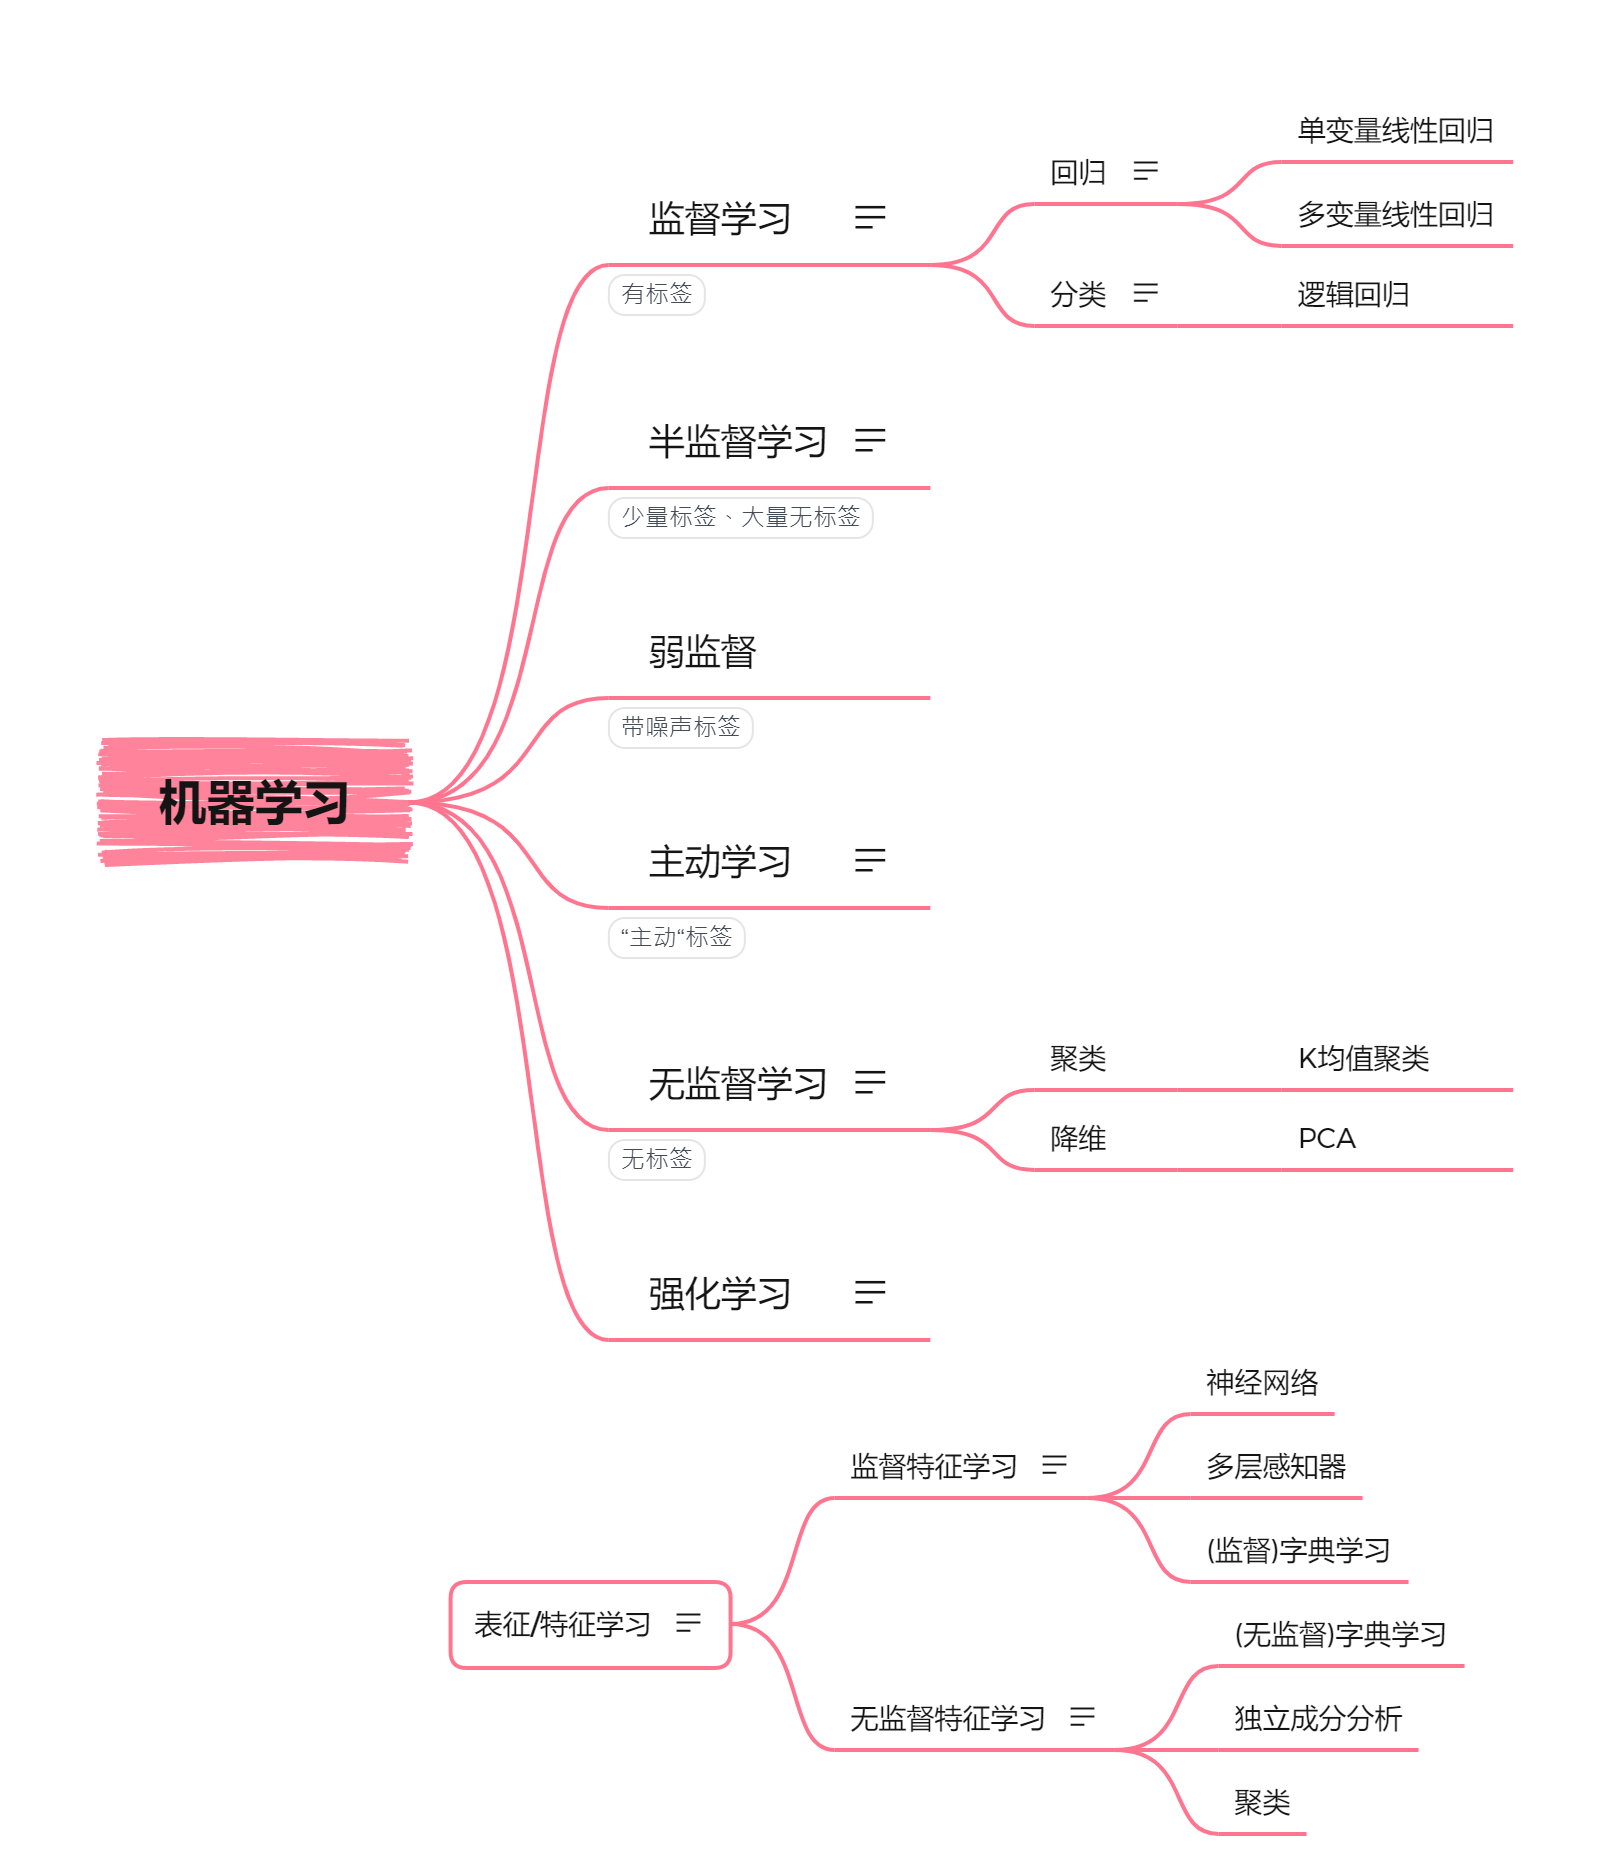 机器学习
监督学习
有标签
回归
单变量线性回归
多变量线性回归
分类
逻辑回归
半监督学习
少量标签、大量无标签
弱监督
带噪声标签
主动学习
“主动“标签
无监督学习
无标签
聚类
K均值聚类
降维
PCA
强化学习
表征/特征学习
监督特征学习
神经网络
多层感知器
(监督)字典学习
无监督特征学习
(无监督)字典学习
独立成分分析
聚类